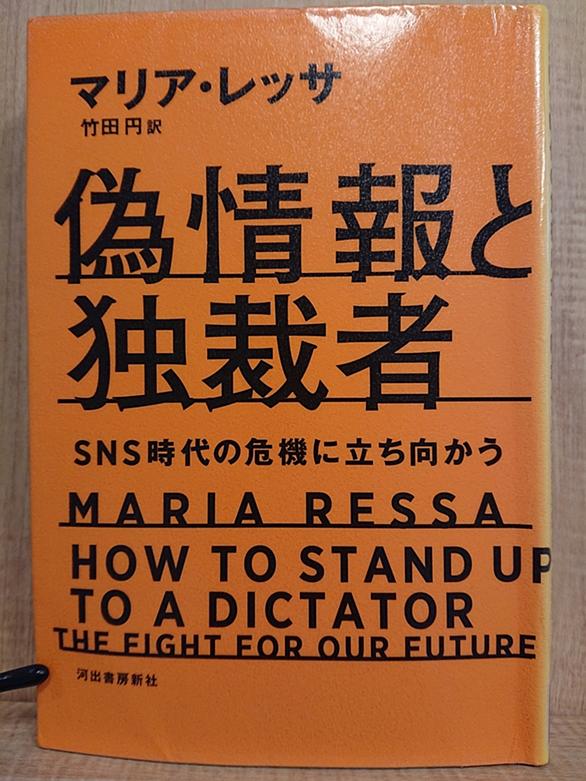 マリア・レッサ
竹田円訳
偽情報と
独裁者
SNS時代の危機に立ち向かう
MARIA RESSA
HOW TO STAND UP
TO A DICTATOR
THE FIGHT FOR OUR FUTURE
河出書房新社